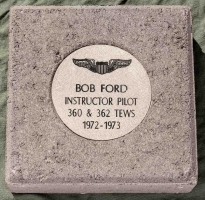 BOB FORD
INSTRUCTOR PILOT
360 & 362 TEWS
1972-1973